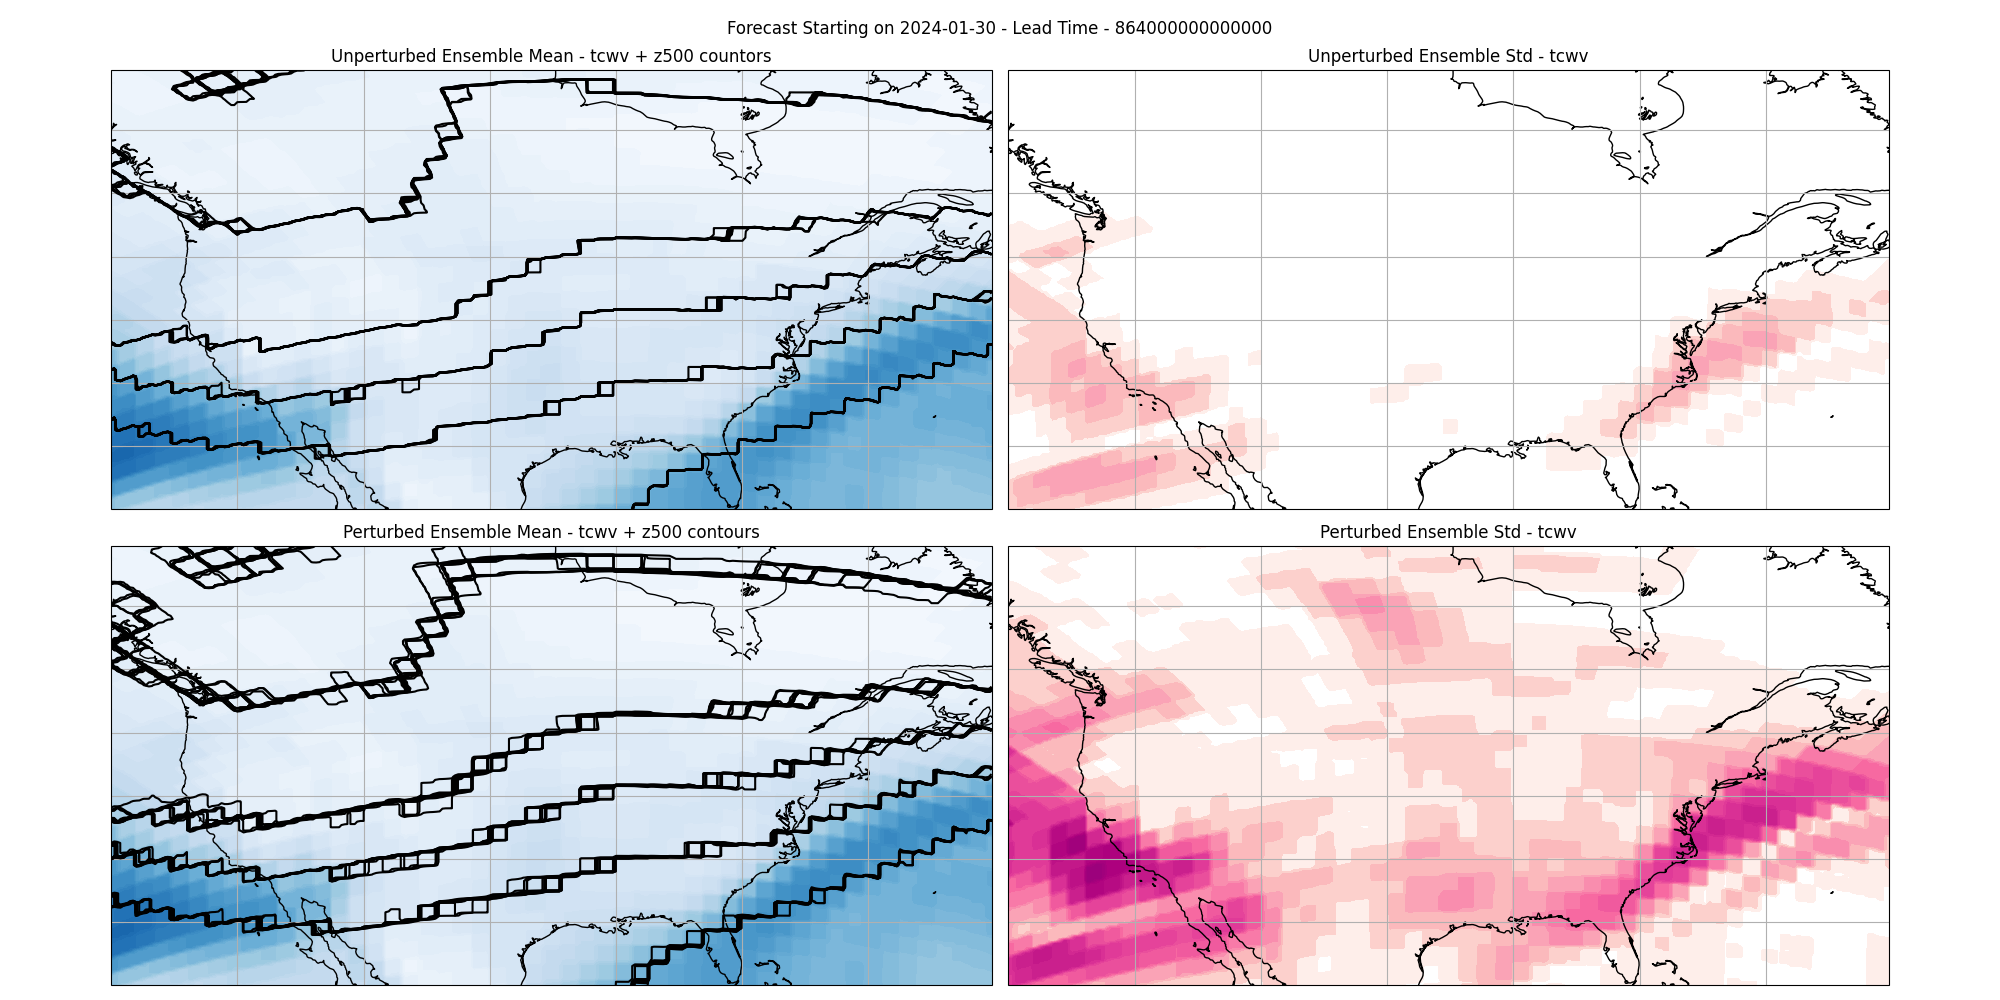 Forecast Starting on 2024-01-30 - Lead Time - 864000000000000
Unperturbed Ensemble Mean - tcwv + z500 countors
Unperturbed Ensemble Std - tcwv
Perturbed Ensemble Mean - tcwv + z500 contours
Perturbed Ensemble Std - tcwv